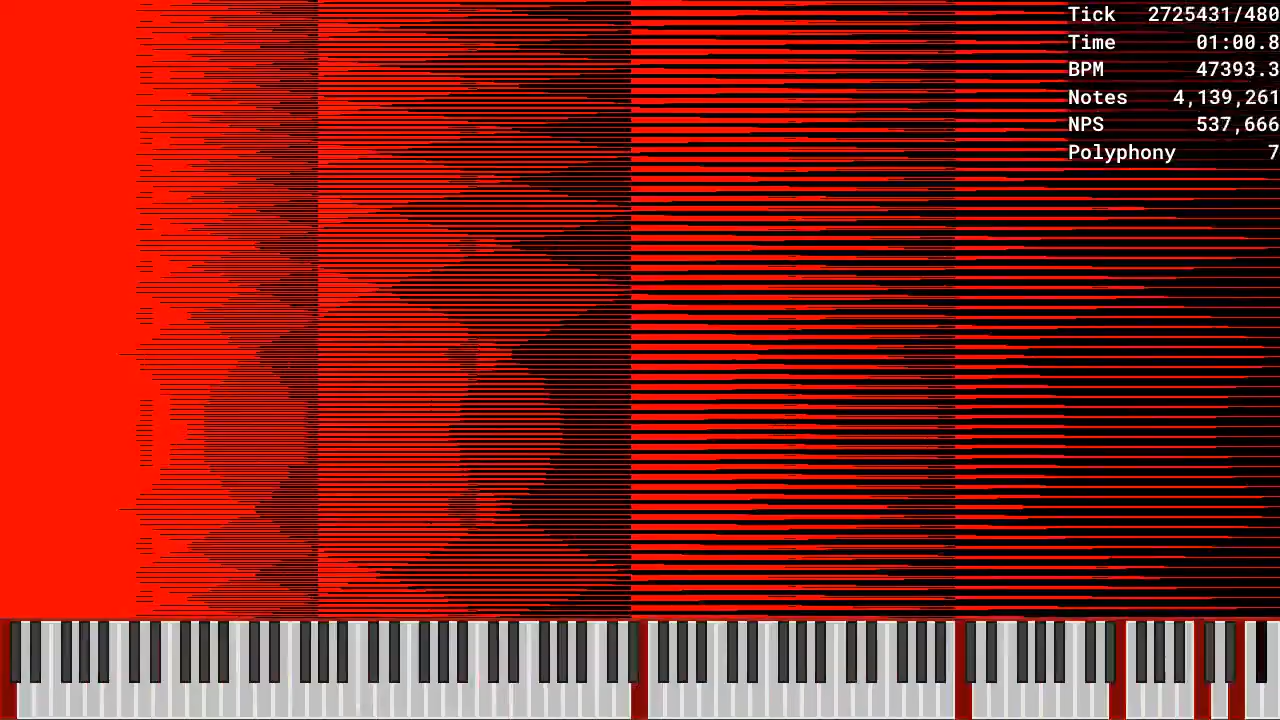 Tick 2725431/480
Time 01:00.8
BPM 47393.3
Notes 4,139,261
NPS 537,666
Polyphony 7